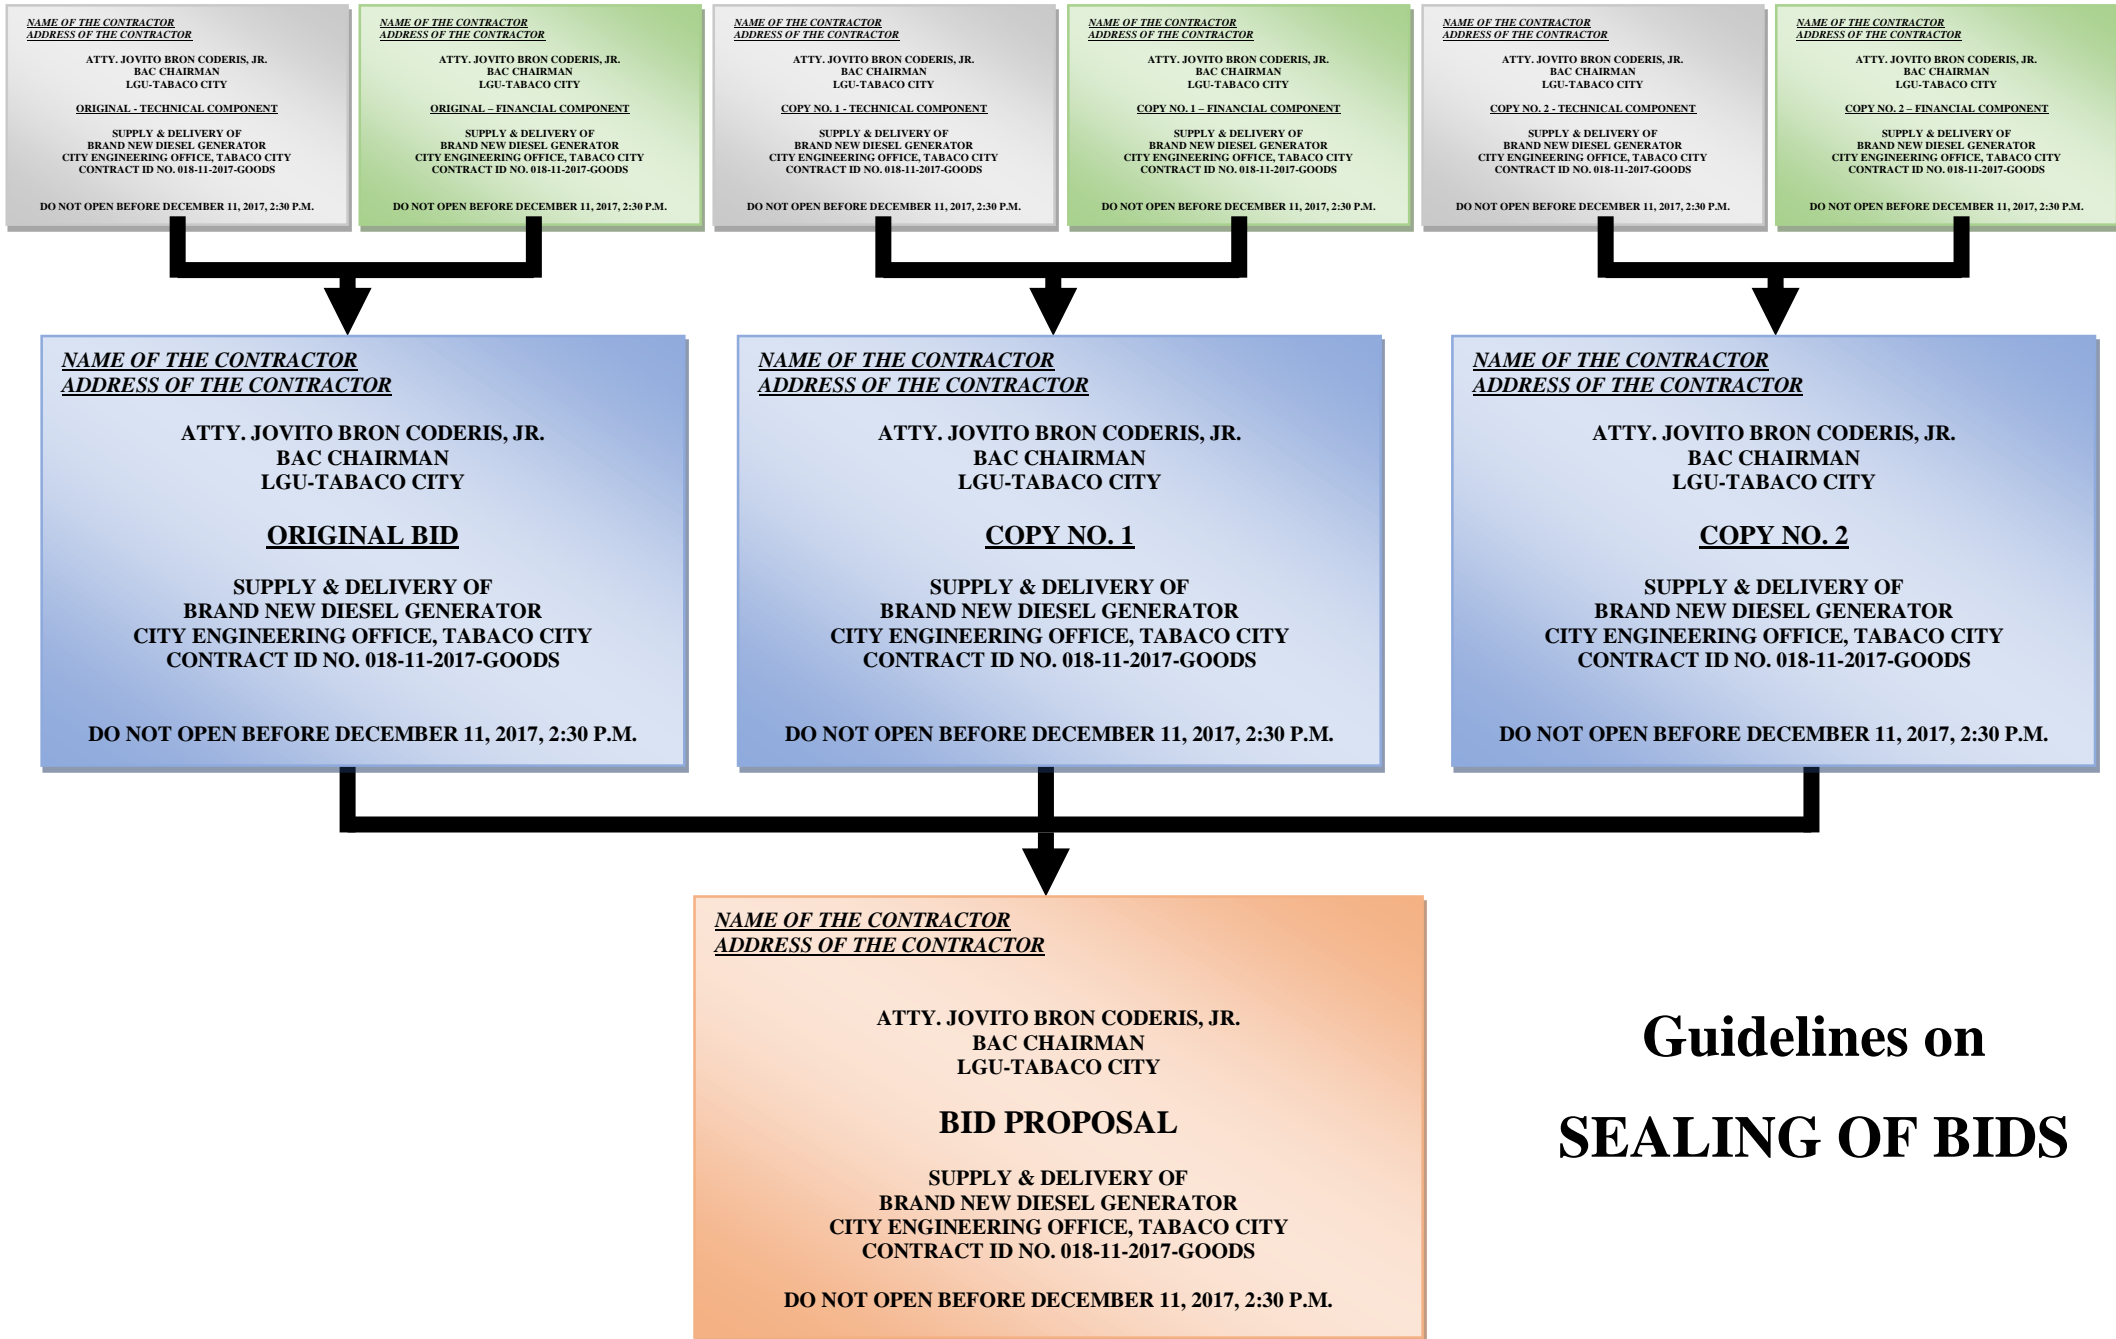 NAME OF THE CONTRACTOR
ADDRESS OF THE CONTRACTOR
ATTY. JOVITO BRON CODERIS, JR.
BAC CHAIRMAN
LGU-TABACO CITY
ORIGINAL - TECHNICAL COMPONENT
SUPPLY & DELIVERY OF
BRAND NEW DIESEL GENERATOR
CITY ENGINEERING OFFICE, TABACO CITY
CONTRACT ID NO. 018-11-2017-GOODS
DO NOT OPEN BEFORE DECEMBER 11, 2017, 2:30 P.M.
NAME OF THE CONTRACTOR
ADDRESS OF THE CONTRACTOR
ATTY. JOVITO BRON CODERIS, JR.
BAC CHAIRMAN
LGU-TABACO CITY
ORIGINAL – FINANCIAL COMPONENT
SUPPLY & DELIVERY OF
BRAND NEW DIESEL GENERATOR
CITY ENGINEERING OFFICE, TABACO CITY
CONTRACT ID NO. 018-11-2017-GOODS
DO NOT OPEN BEFORE DECEMBER 11, 2017, 2:30 P.M.
NAME OF THE CONTRACTOR
ADDRESS OF THE CONTRACTOR
ATTY. JOVITO BRON CODERIS, JR.
BAC CHAIRMAN
LGU-TABACO CITY
COPY NO. 1 - TECHNICAL COMPONENT
SUPPLY & DELIVERY OF
BRAND NEW DIESEL GENERATOR
CITY ENGINEERING OFFICE, TABACO CITY
CONTRACT ID NO. 018-11-2017-GOODS
DO NOT OPEN BEFORE DECEMBER 11, 2017, 2:30 P.M.
NAME OF THE CONTRACTOR
ADDRESS OF THE CONTRACTOR
ATTY. JOVITO BRON CODERIS, JR.
BAC CHAIRMAN
LGU-TABACO CITY
COPY NO. 1 – FINANCIAL COMPONENT
SUPPLY & DELIVERY OF
BRAND NEW DIESEL GENERATOR
CITY ENGINEERING OFFICE, TABACO CITY
CONTRACT ID NO. 018-11-2017-GOODS
DO NOT OPEN BEFORE DECEMBER 11, 2017, 2:30 P.M.
NAME OF THE CONTRACTOR
ADDRESS OF THE CONTRACTOR
ATTY. JOVITO BRON CODERIS, JR.
BAC CHAIRMAN
LGU-TABACO CITY
COPY NO. 2 - TECHNICAL COMPONENT
SUPPLY & DELIVERY OF
BRAND NEW DIESEL GENERATOR
CITY ENGINEERING OFFICE, TABACO CITY
CONTRACT ID NO. 018-11-2017-GOODS
DO NOT OPEN BEFORE DECEMBER 11, 2017, 2:30 P.M.
NAME OF THE CONTRACTOR
ADDRESS OF THE CONTRACTOR
ATTY. JOVITO BRON CODERIS, JR.
BAC CHAIRMAN
LGU-TABACO CITY
COPY NO. 2 – FINANCIAL COMPONENT
SUPPLY & DELIVERY OF
BRAND NEW DIESEL GENERATOR
CITY ENGINEERING OFFICE, TABACO CITY
CONTRACT ID NO. 018-11-2017-GOODS
DO NOT OPEN BEFORE DECEMBER 11, 2017, 2:30 P.M.
NAME OF THE CONTRACTOR
ADDRESS OF THE CONTRACTOR
ATTY. JOVITO BRON CODERIS, JR.
BAC CHAIRMAN
LGU-TABACO CITY
ORIGINAL BID
SUPPLY & DELIVERY OF
BRAND NEW DIESEL GENERATOR
CITY ENGINEERING OFFICE, TABACO CITY
CONTRACT ID NO. 018-11-2017-GOODS
DO NOT OPEN BEFORE DECEMBER 11, 2017, 2:30 P.M.
NAME OF THE CONTRACTOR
ADDRESS OF THE CONTRACTOR
ATTY. JOVITO BRON CODERIS, JR.
BAC CHAIRMAN
LGU-TABACO CITY
COPY NO. 1
SUPPLY & DELIVERY OF
BRAND NEW DIESEL GENERATOR
CITY ENGINEERING OFFICE, TABACO CITY
CONTRACT ID NO. 018-11-2017-GOODS
DO NOT OPEN BEFORE DECEMBER 11, 2017, 2:30 P.M.
NAME OF THE CONTRACTOR
ADDRESS OF THE CONTRACTOR
ATTY. JOVITO BRON CODERIS, JR.
BAC CHAIRMAN
LGU-TABACO CITY
COPY NO. 2
SUPPLY & DELIVERY OF
BRAND NEW DIESEL GENERATOR
CITY ENGINEERING OFFICE, TABACO CITY
CONTRACT ID NO. 018-11-2017-GOODS
DO NOT OPEN BEFORE DECEMBER 11, 2017, 2:30 P.M.
NAME OF THE CONTRACTOR
ADDRESS OF THE CONTRACTOR
ATTY. JOVITO BRON CODERIS, JR.
BAC CHAIRMAN
LGU-TABACO CITY
BID PROPOSAL
SUPPLY & DELIVERY OF
BRAND NEW DIESEL GENERATOR
CITY ENGINEERING OFFICE, TABACO CITY
CONTRACT ID NO. 018-11-2017-GOODS
DO NOT OPEN BEFORE DECEMBER 11, 2017, 2:30 P.M.
Guidelines on
SEALING OF BIDS